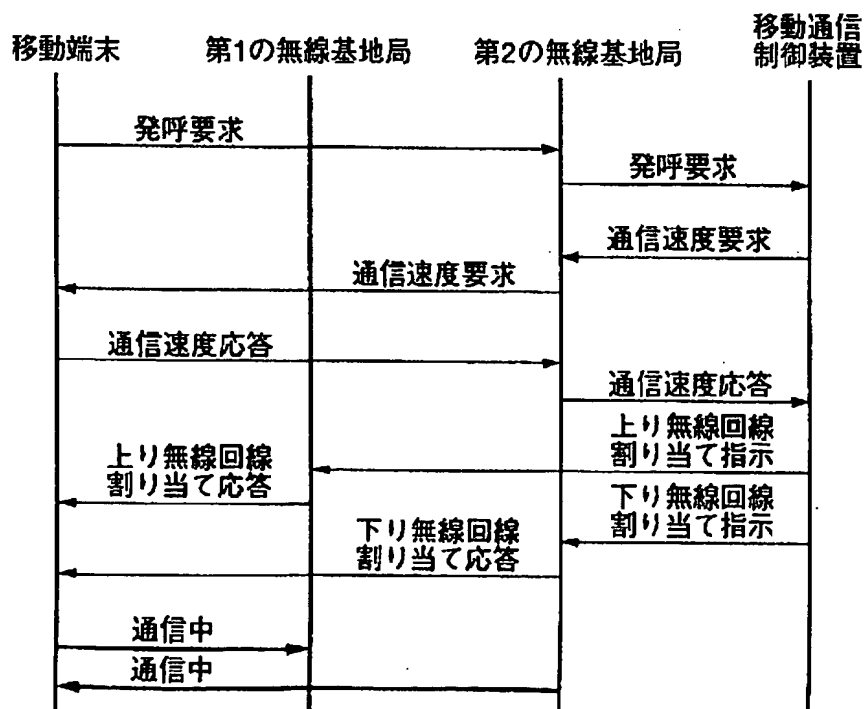 移動端末
第1の無線基地局
第2の無線基地局
移動通信
制御装置
発呼要求
発呼要求
通信速度要求
通信速度要求
通信速度応答
通信速度応答
上り無線回線
割り当て指示
上り無線回線
割り当て応答
下り無線回線
割り当て指示
下り無線回線
割り当て応答
通信中
通信中